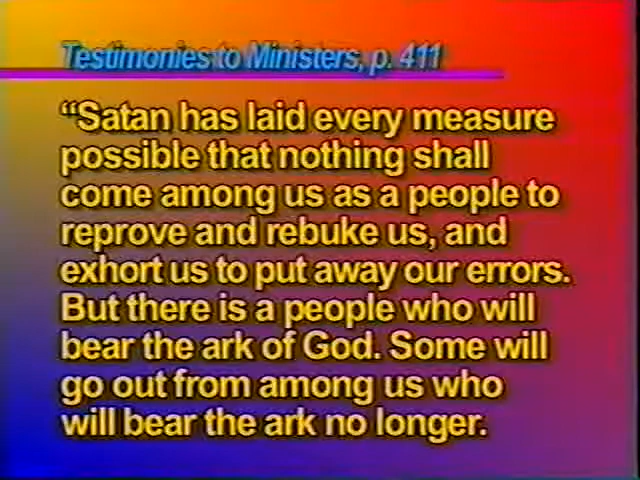 Testimonies to Ministers, p. 411
“Satan has laid every measure
possible that nothing shall
come among us as a people to
reprove and rebuke us, and
exhort us to put away our errors.
But there is a people who will
bear the ark of God. Some will
go out from among us who
will bear the ark no longer.